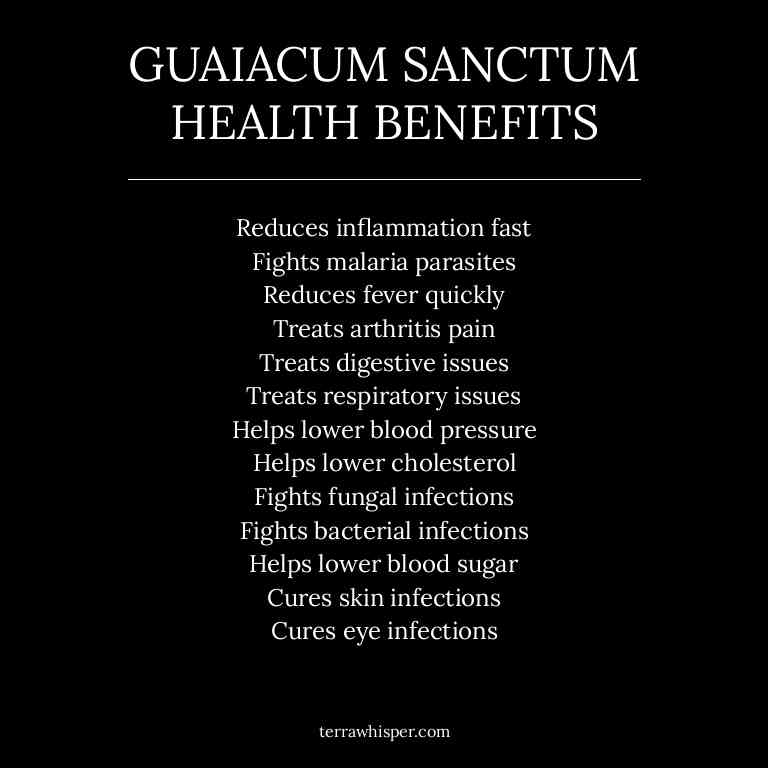 GUAIACUM SANCTUM
HEALTH BENEFITS
Reduces inflammation fast
Fights malaria parasites
Reduces fever quickly
Treats arthritis pain
Treats digestive issues
Treats respiratory issues
Helps lower blood pressure
Helps lower cholesterol
Fights fungal infections
Fights bacterial infections
Helps lower blood sugar
Cures skin infections
Cures eye infections
terrawhisper.com